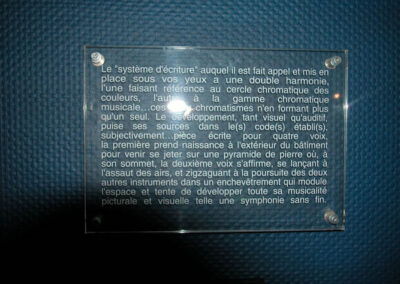 Le "système d'écriture" auquel il est fait appel et mis en
place sous vos yeux a une double harmonie,
l'une faisant référence au cercle chromatique des
couleurs, l'autre à la gamme chromatique
musicale...ces chromatismes n'en formant plus
qu'un seul. Le développement, tant visuel qu'auditif,
puise ses sources dans le(s) code(s) établi(s).
subjectivement...pièce écrite pour quatre voix.
la première prend naissance à l'extérieur du bâtiment
pour venir se jeter sur une pyramide de pierre où, à
son sommet, la deuxième voix s'affirme, se lançant à
l'assaut des airs, et zigzaguant à la poursuite des deux
autres instruments dans un enchevêtrement qui module
l'espace et tente de développer toute sa musicalité
picturale et visuelle telle une symphonie sans fin.